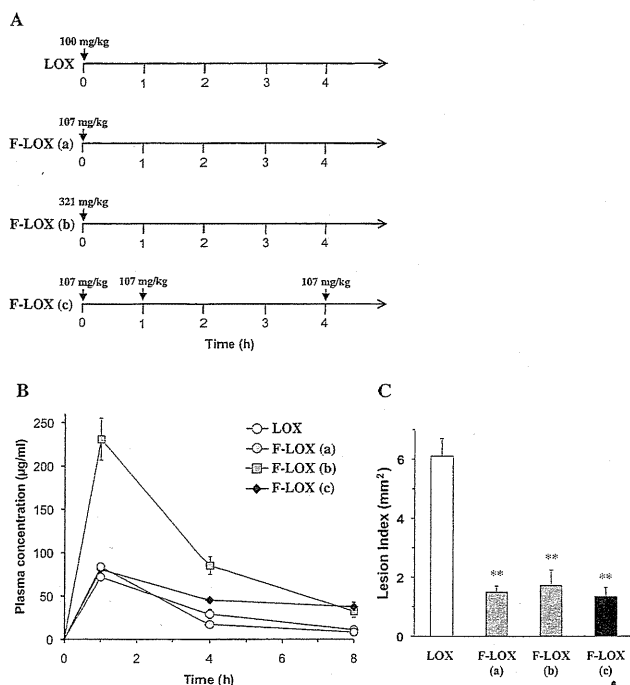 A
100 mg/kg
LOX
0 1 2 3 4
107 mg/kg
F-LOX (a)
0 1 2 3 4
321 mg/kg
F-LOX (b)
0 1 2 3 4
107 mg/kg 107 mg/kg 107 mg/kg
F-LOX (c)
0 1 2 3 4
Time (h)
B
Plasma concentration (μg/ml)
250
200
150
100
50
0
LOX
F-LOX (a)
F-LOX (b)
F-LOX (c)
0 2 4 6 8
Time (h)
C
Lesion Index (mm²)
6
4
2
0
** ** **
LOX F-LOX F-LOX F-LOX
(a) (b) (c)